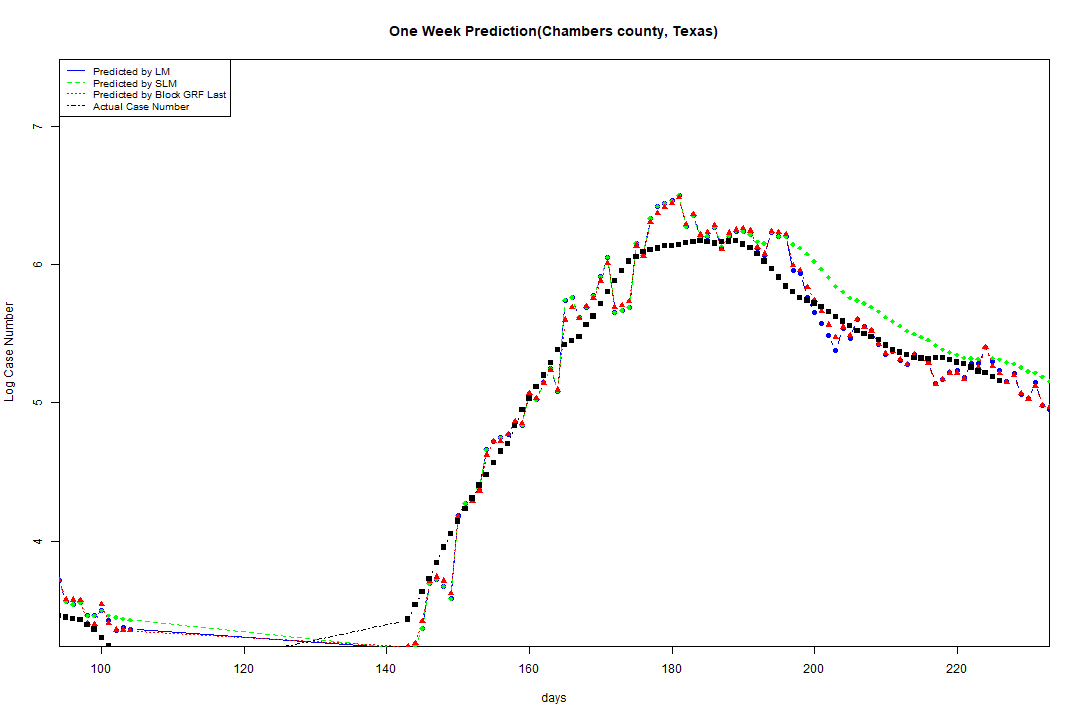 One Week Prediction(Chambers county, Texas)
Predicted by LM
Predicted by SLM
Predicted by Block GRF Last
Actual Case Number
7
6
5
4
Log Case Number
100 120 140 160 180 200 220
days